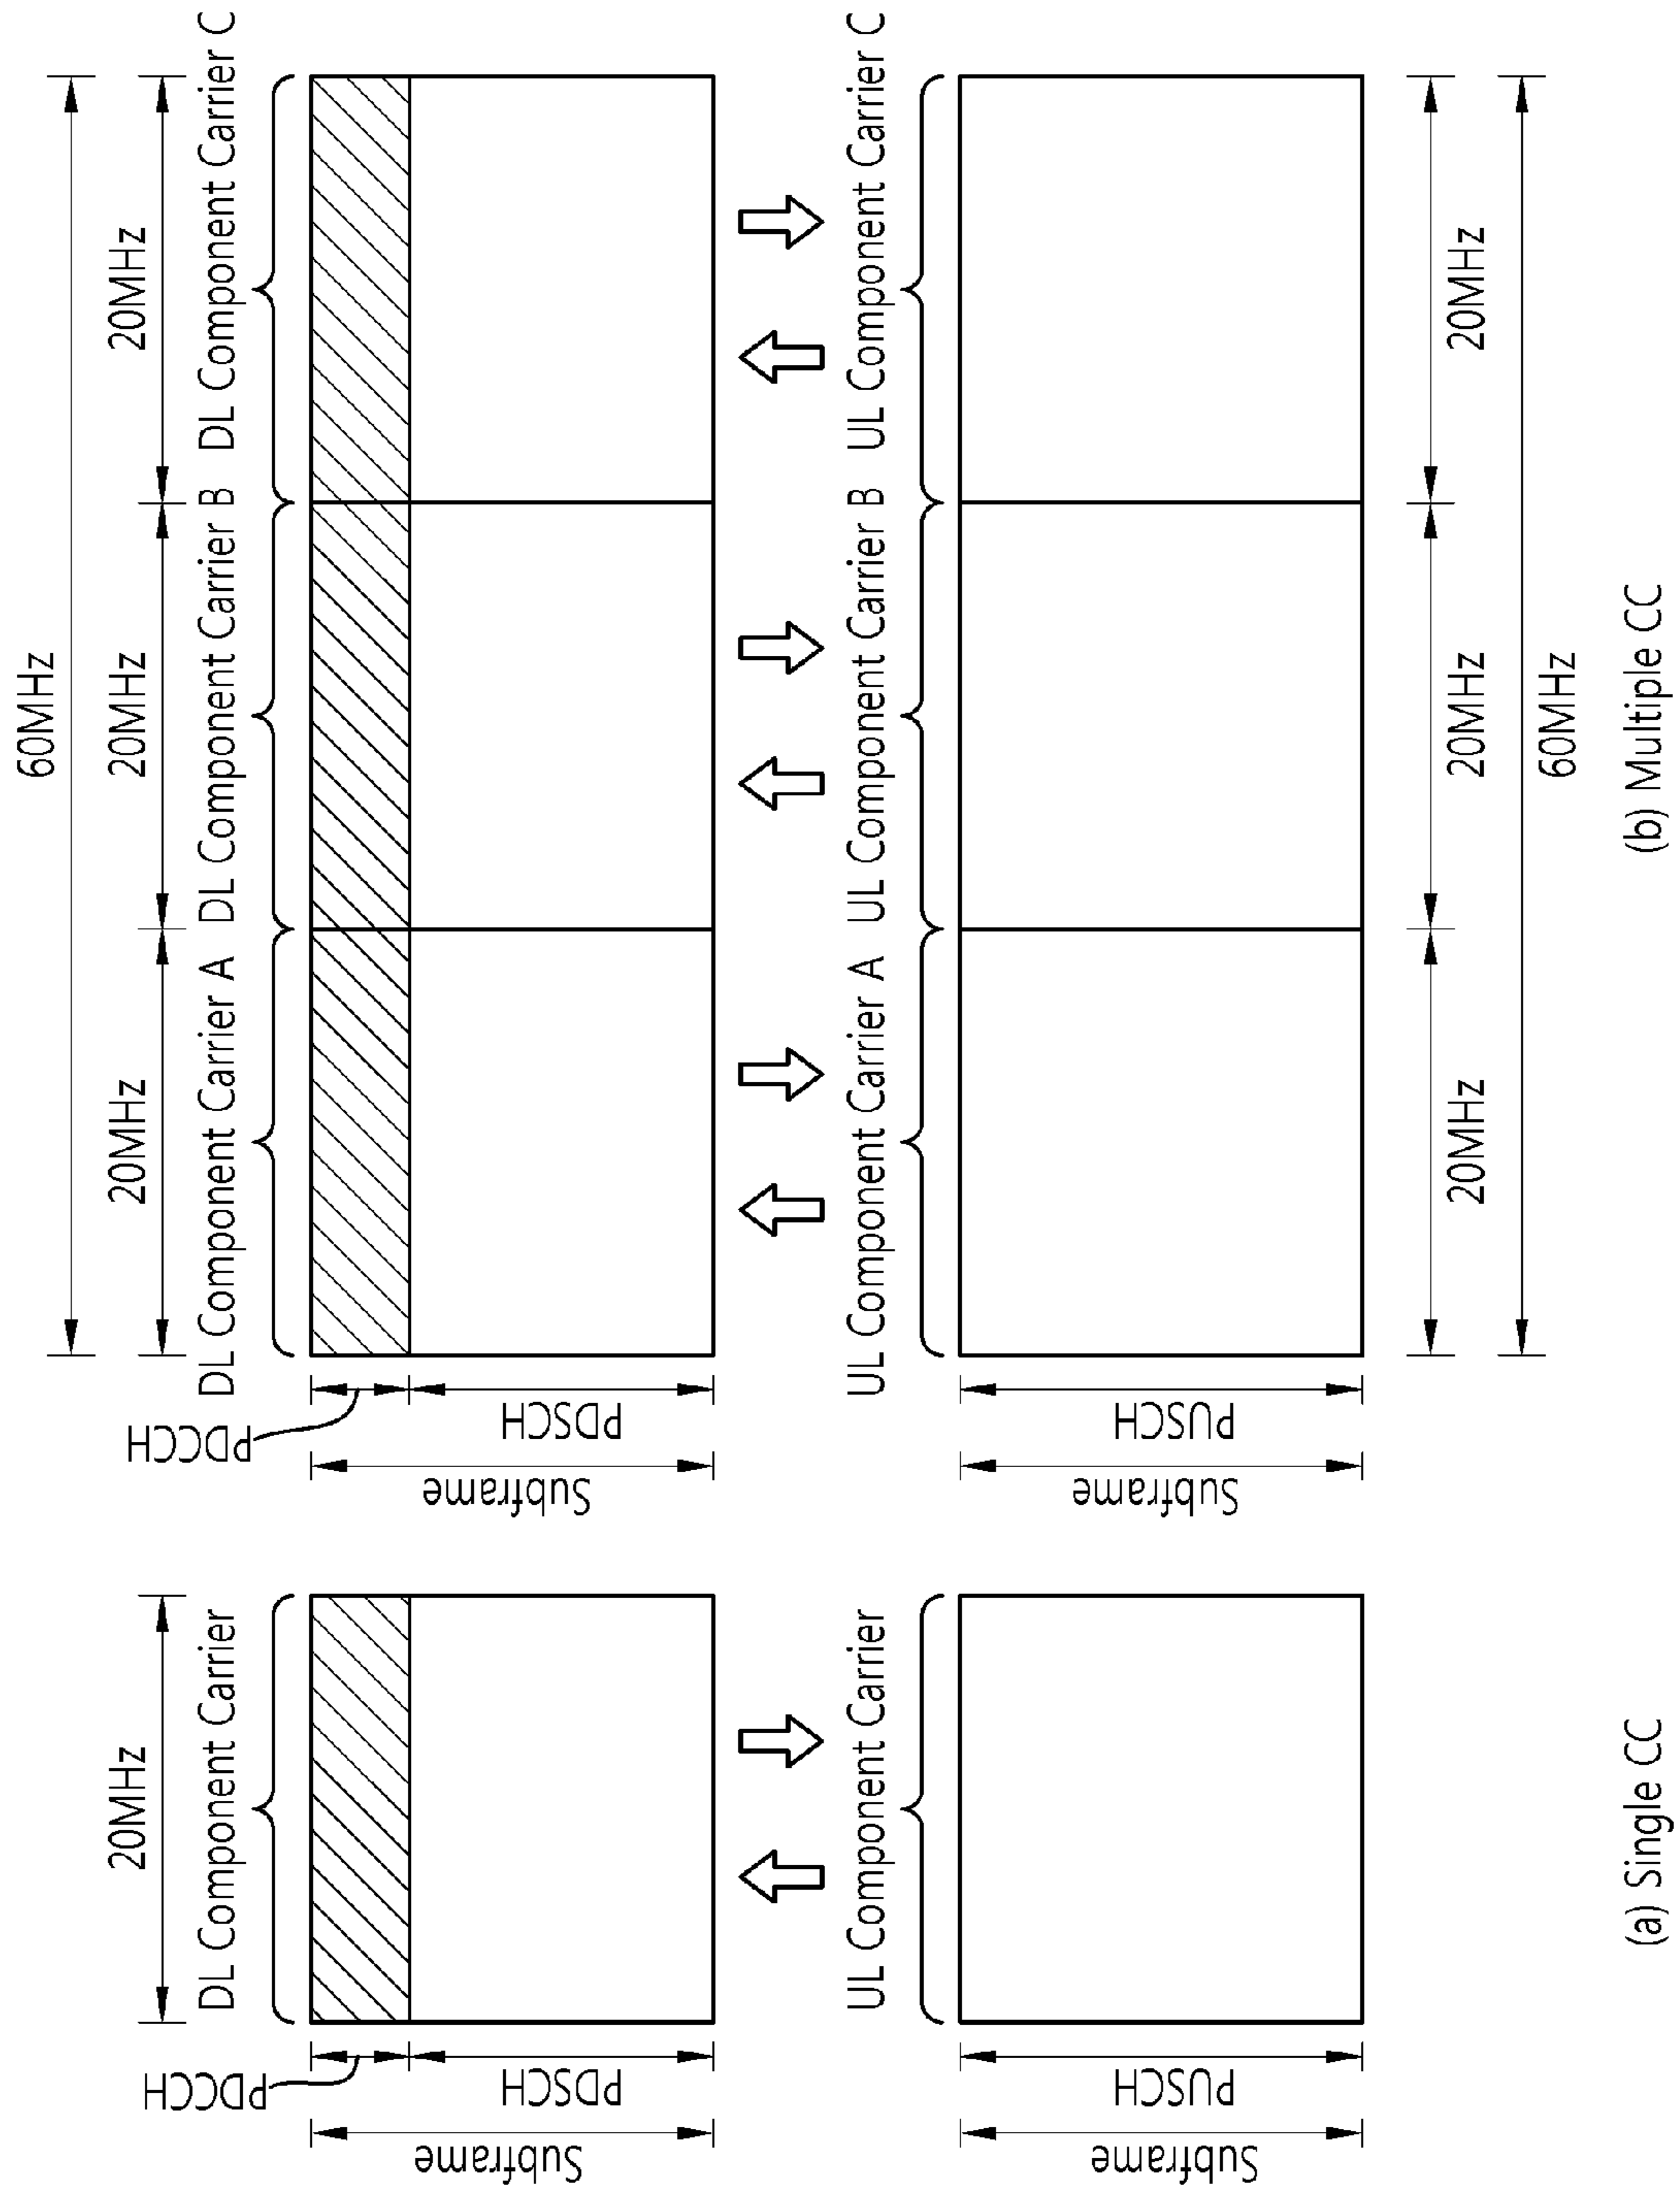 20MHz
DL Component Carrier
PDCCH
PDSCH
Subframe
UL Component Carrier
PUSCH
Subframe
(a) Single CC
60MHz
20MHz
20MHz
20MHz
DL Component Carrier A
DL Component Carrier B
DL Component Carrier C
PDCCH
PDSCH
Subframe
UL Component Carrier A
UL Component Carrier B
UL Component Carrier C
PUSCH
Subframe
20MHz
20MHz
20MHz
60MHz
(b) Multiple CC